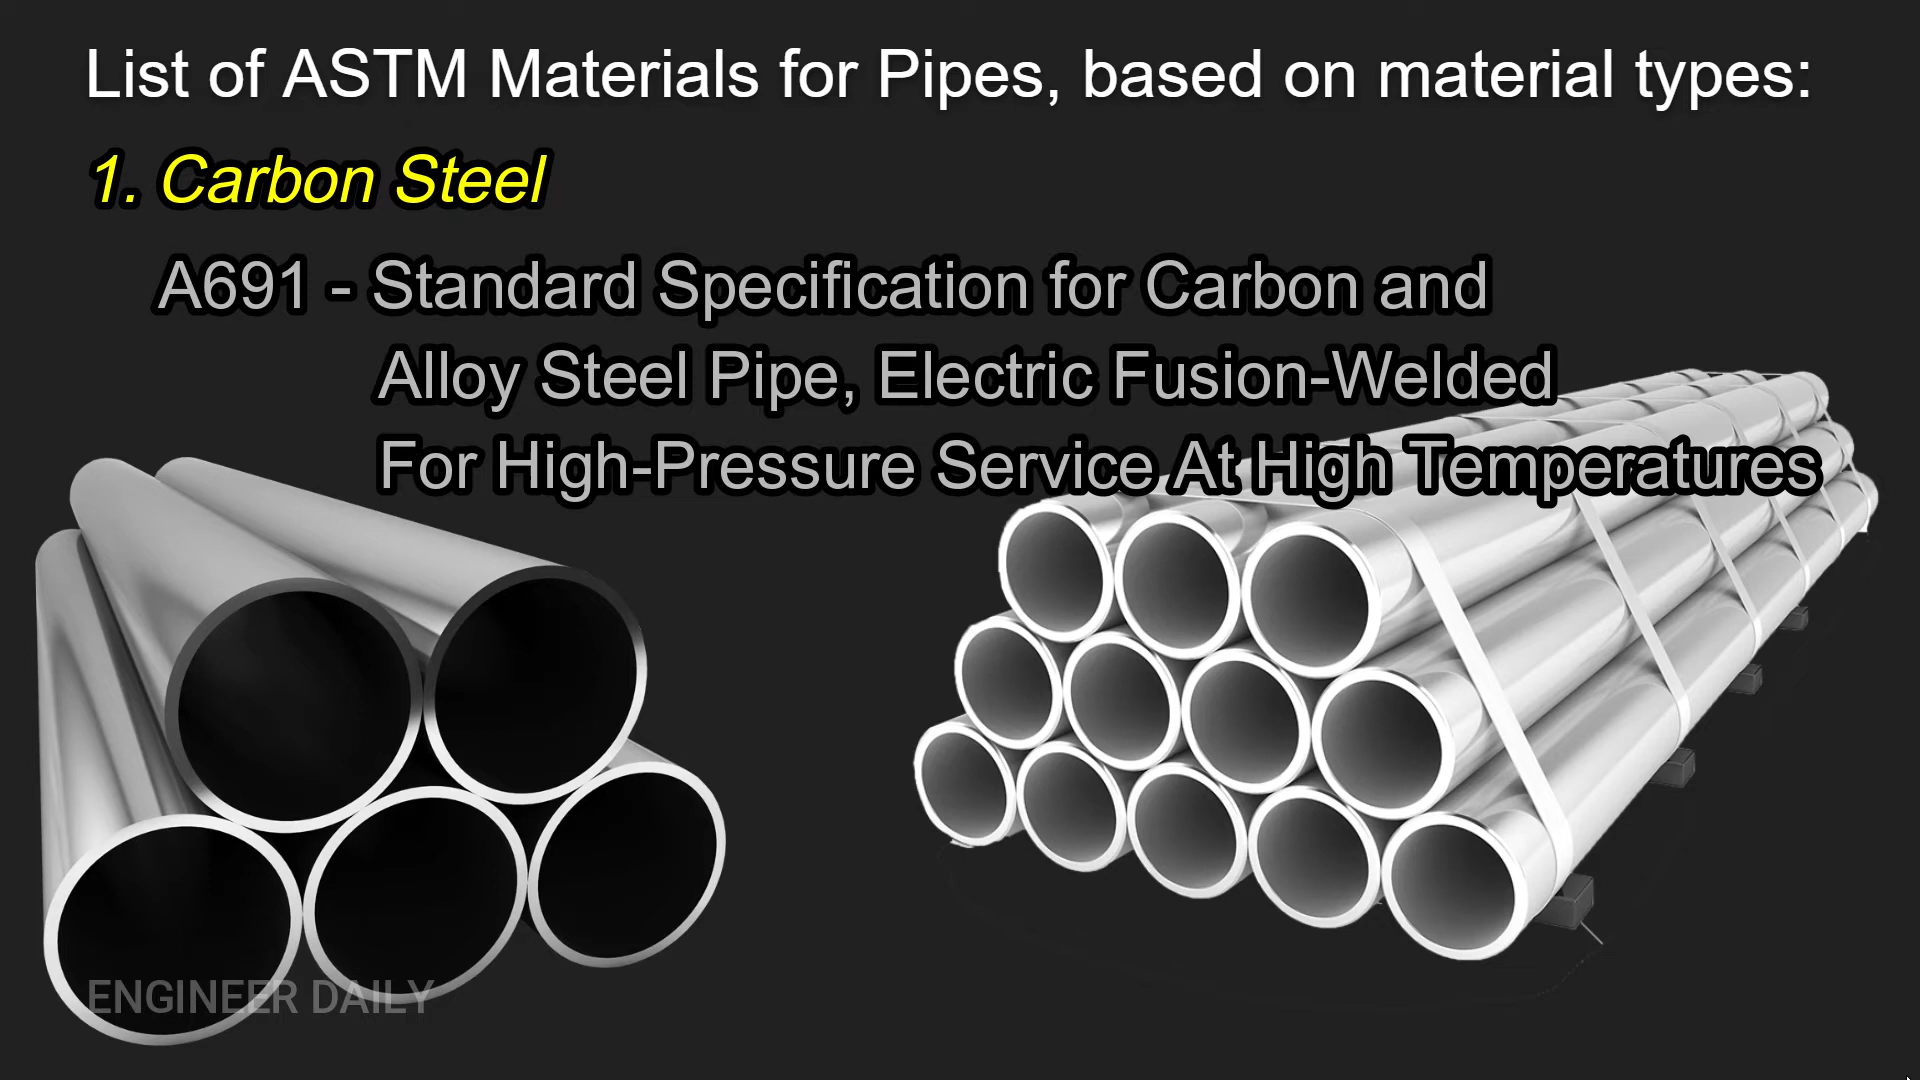 List of ASTM Materials for Pipes, based on material types:
1. Carbon Steel
A691 - Standard Specification for Carbon and
Alloy Steel Pipe, Electric Fusion-Welded
For High-Pressure Service At High Temperatures
ENGINEER DAILY